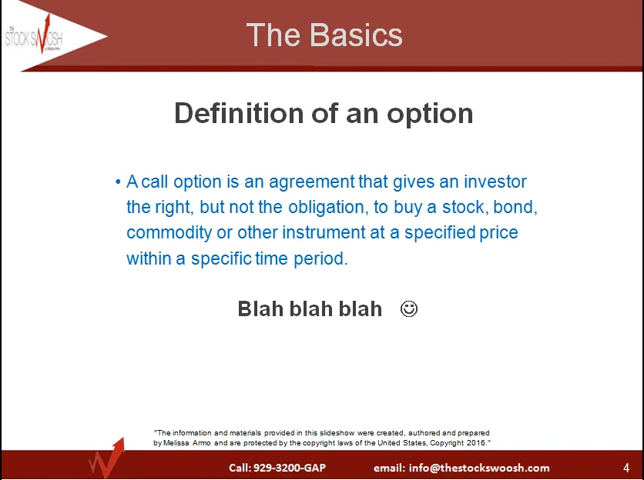 The
STOCK SWOOSH
The Basics
Definition of an option
• A call option is an agreement that gives an investor
the right, but not the obligation, to buy a stock, bond,
commodity or other instrument at a specified price
within a specific time period.
Blah blah blah ☺
"The information and materials provided in this slideshow were created, authored and prepared
by Melissa Armo and are protected by the copyright laws of the United States, Copyright 2016."
Call: 929-3200-GAP email: info@thestockswoosh.com 4